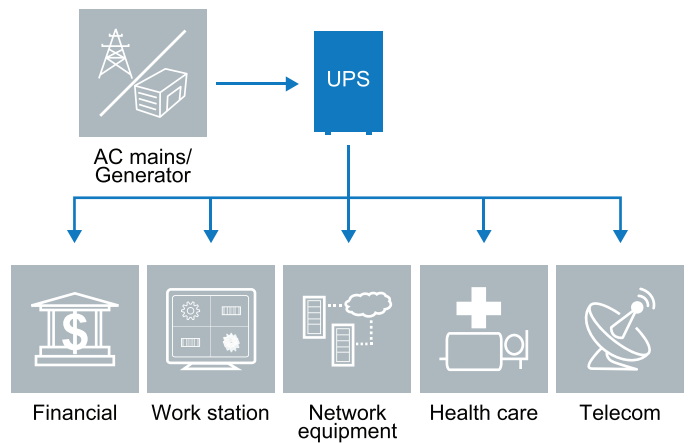 UPS
AC mains/
Generator
$
Financial
Work station
Network
equipment
Health care
Telecom